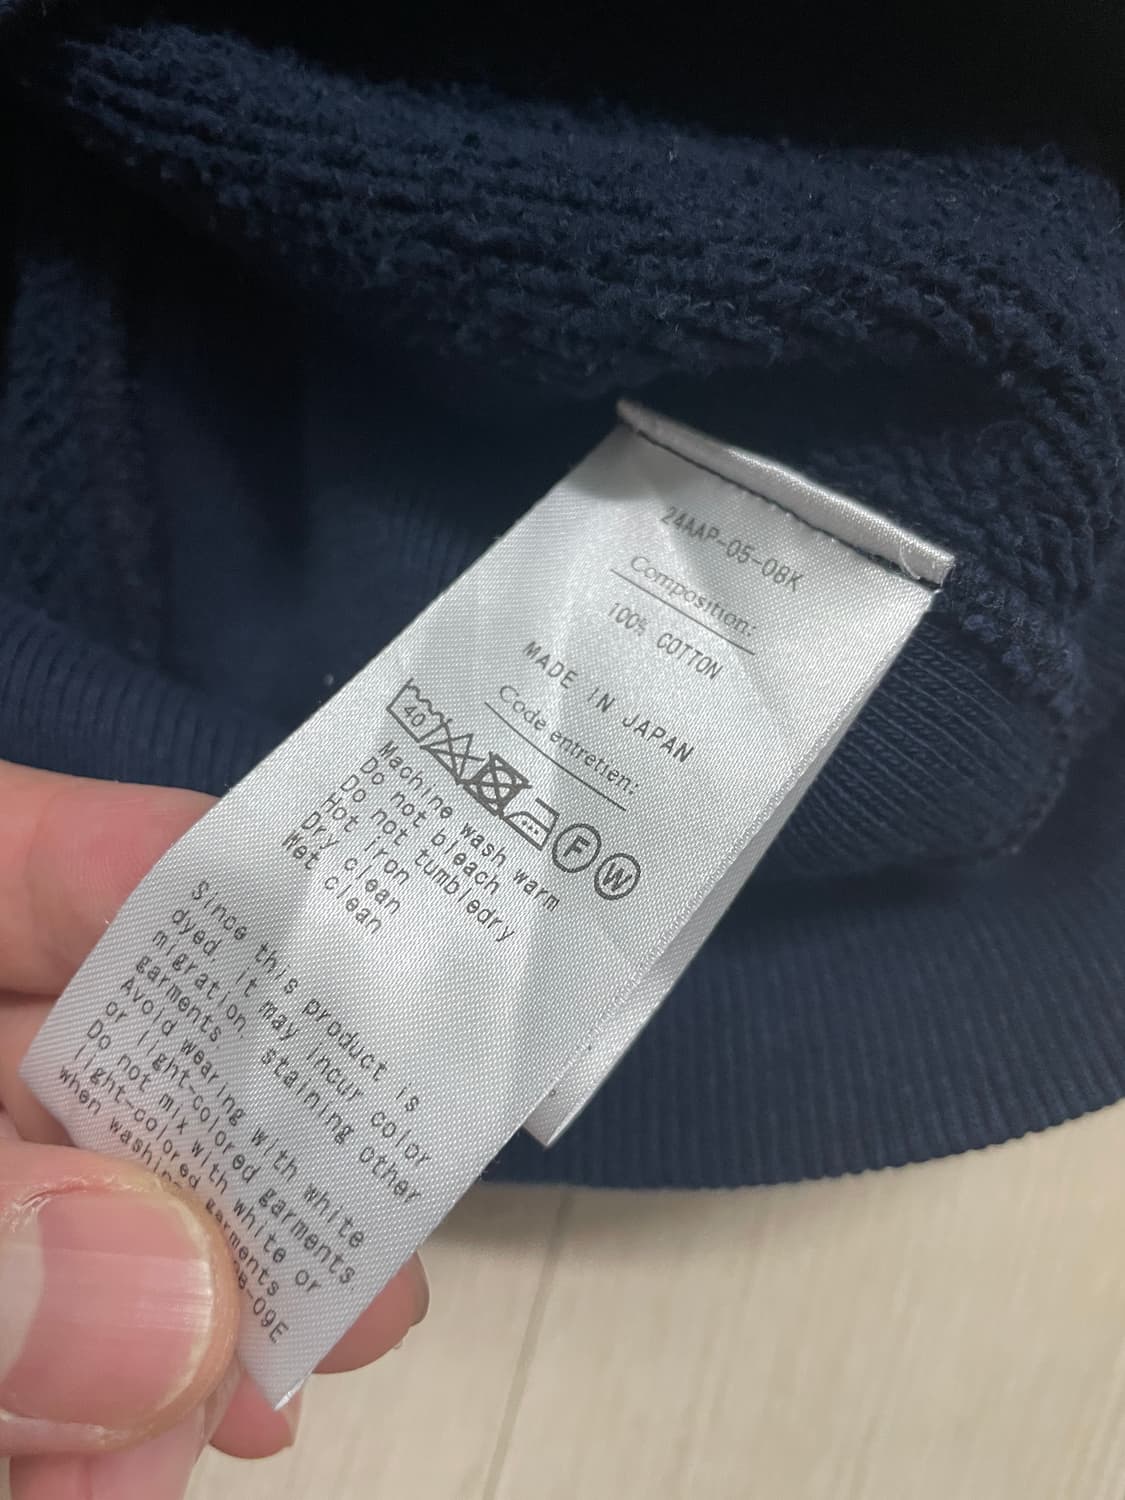 24AAP-05-08K
Composition:
100% COTTON
MADE IN JAPAN
Code entretien:
40
F
W
Machine wash warm
Do not bleach
Do not tumbledry
Hot iron
Dry clean
Wet clean
Since this product is
dyed, it may incur color
migration, staining other
garments.
Avoid wearing with white
or light-colored garments.
Do not mix with white or
light-colored garments
when washing
-09E